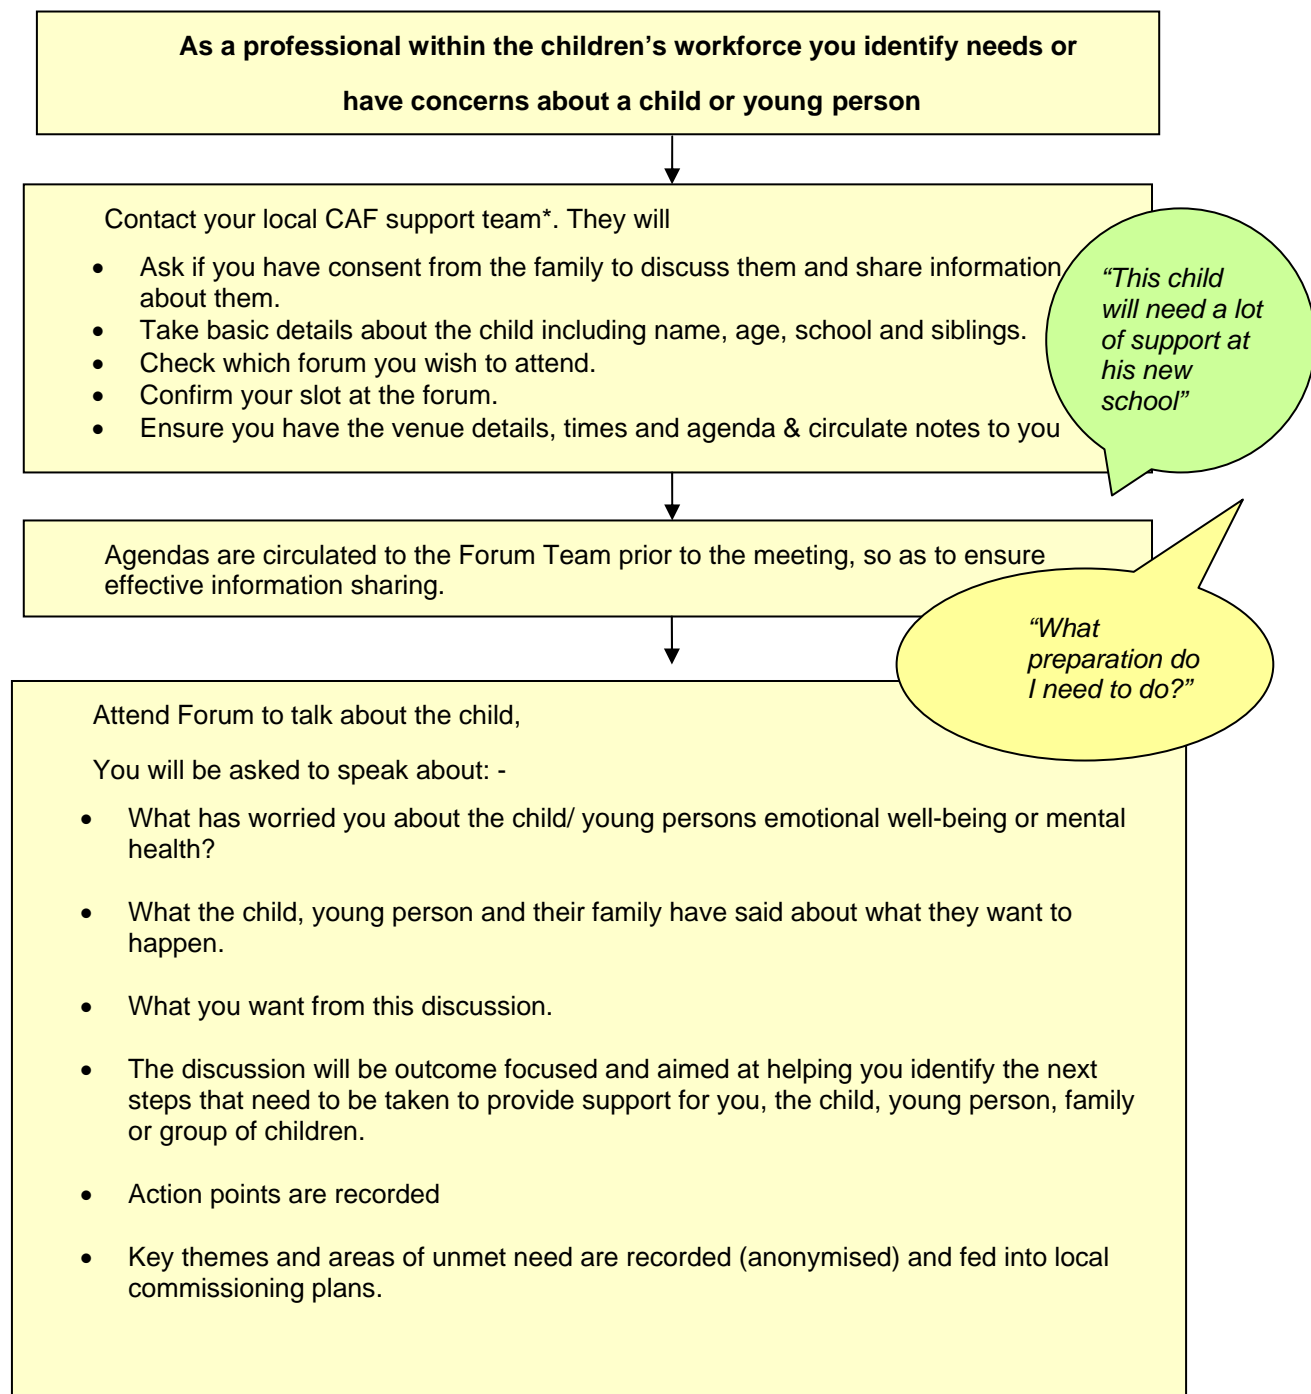 As a professional within the children’s workforce you identify needs or
have concerns about a child or young person
Contact your local CAF support team*. They will
• Ask if you have consent from the family to discuss them and share information
about them.
• Take basic details about the child including name, age, school and siblings.
• Check which forum you wish to attend.
• Confirm your slot at the forum.
• Ensure you have the venue details, times and agenda & circulate notes to you
“This child
will need a lot
of support at
his new
school”
Agendas are circulated to the Forum Team prior to the meeting, so as to ensure
effective information sharing.
“What
preparation do
I need to do?”
Attend Forum to talk about the child,
You will be asked to speak about: -
• What has worried you about the child/ young persons emotional well-being or mental
health?
• What the child, young person and their family have said about what they want to
happen.
• What you want from this discussion.
• The discussion will be outcome focused and aimed at helping you identify the next
steps that need to be taken to provide support for you, the child, young person, family
or group of children.
• Action points are recorded
• Key themes and areas of unmet need are recorded (anonymised) and fed into local
commissioning plans.